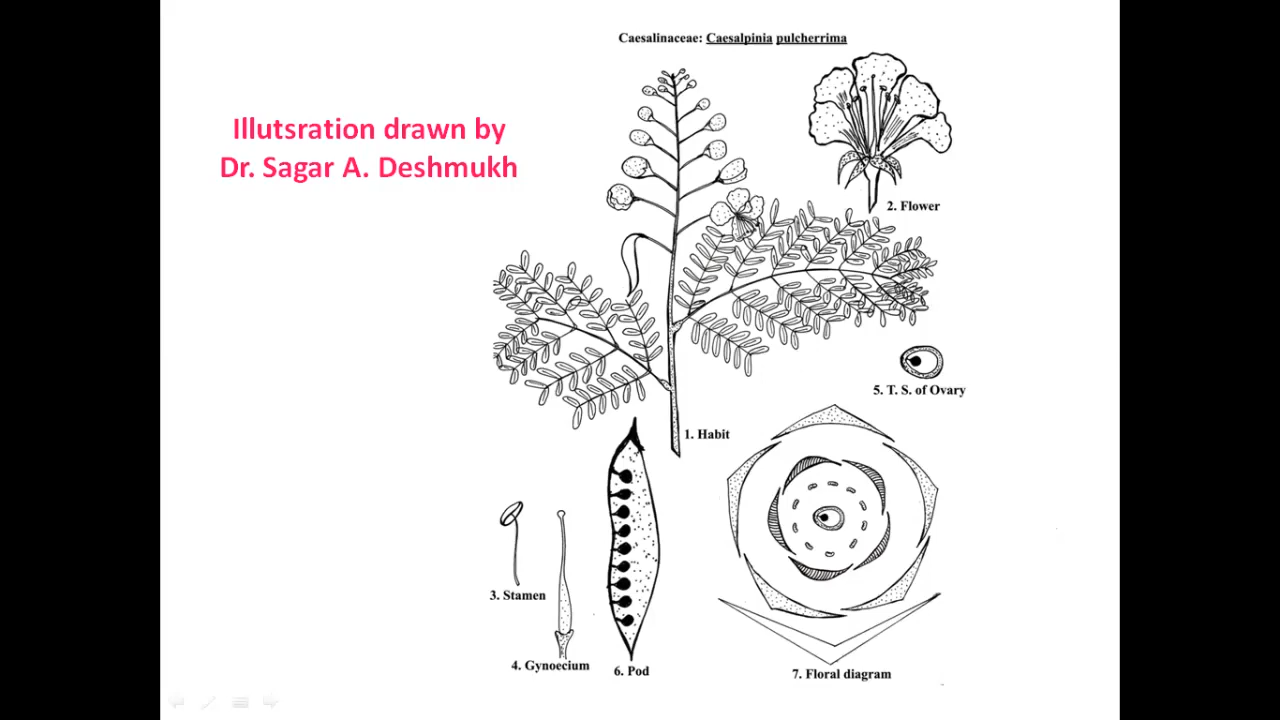 Caesalinaceae: Caesalpinia pulcherrima
Illutsration drawn by
Dr. Sagar A. Deshmukh
2. Flower
5. T. S. of Ovary
1. Habit
3. Stamen
4. Gynoecium
6. Pod
7. Floral diagram